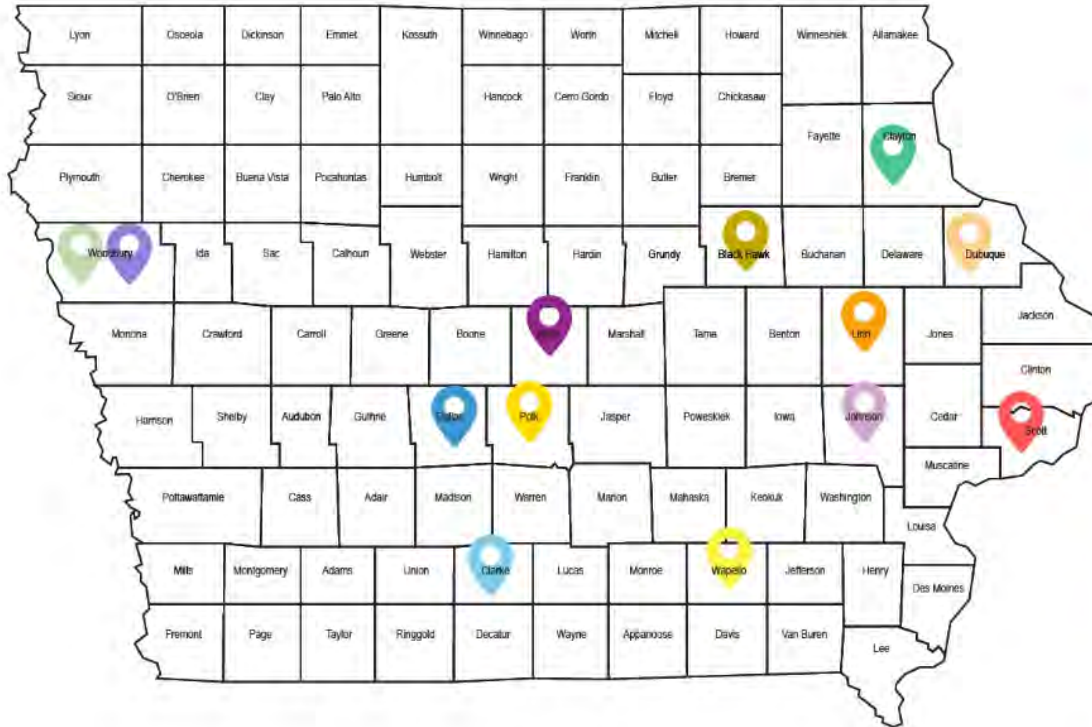 Lyon
Osceola
Dickinson
Emmet
Kossuth
Winnebago
Worth
Mitchell
Howard
Winnesheik
Allamakee
Sioux
O'Brien
Clay
Palo Alto
Hancock
Cerro Gordo
Floyd
Chickasaw
Fayette
Clayton
Plymouth
Cherokee
Buena Vista
Pocahontas
Humbolt
Wright
Franklin
Butler
Bremer
Woodbury
Ida
Sac
Calhoun
Webster
Hamilton
Hardin
Grundy
Black Hawk
Buchanan
Delaware
Dubuque
Monona
Crawford
Carroll
Greene
Boone
Marshall
Tama
Benton
Linn
Jones
Jackson
Clinton
Harrison
Shelby
Audubon
Guthrie
Dallas
Polk
Jasper
Poweskiek
Iowa
Johnson
Cedar
Scott
Muscatine
Pottawattamie
Cass
Adair
Madison
Warren
Marion
Mahaska
Keokuk
Washington
Louisa
Mills
Montgomery
Adams
Union
Clarke
Lucas
Monroe
Wapello
Jefferson
Henry
Des Moines
Fremont
Page
Taylor
Ringgold
Decatur
Wayne
Appanoose
Davis
Van Buren
Lee